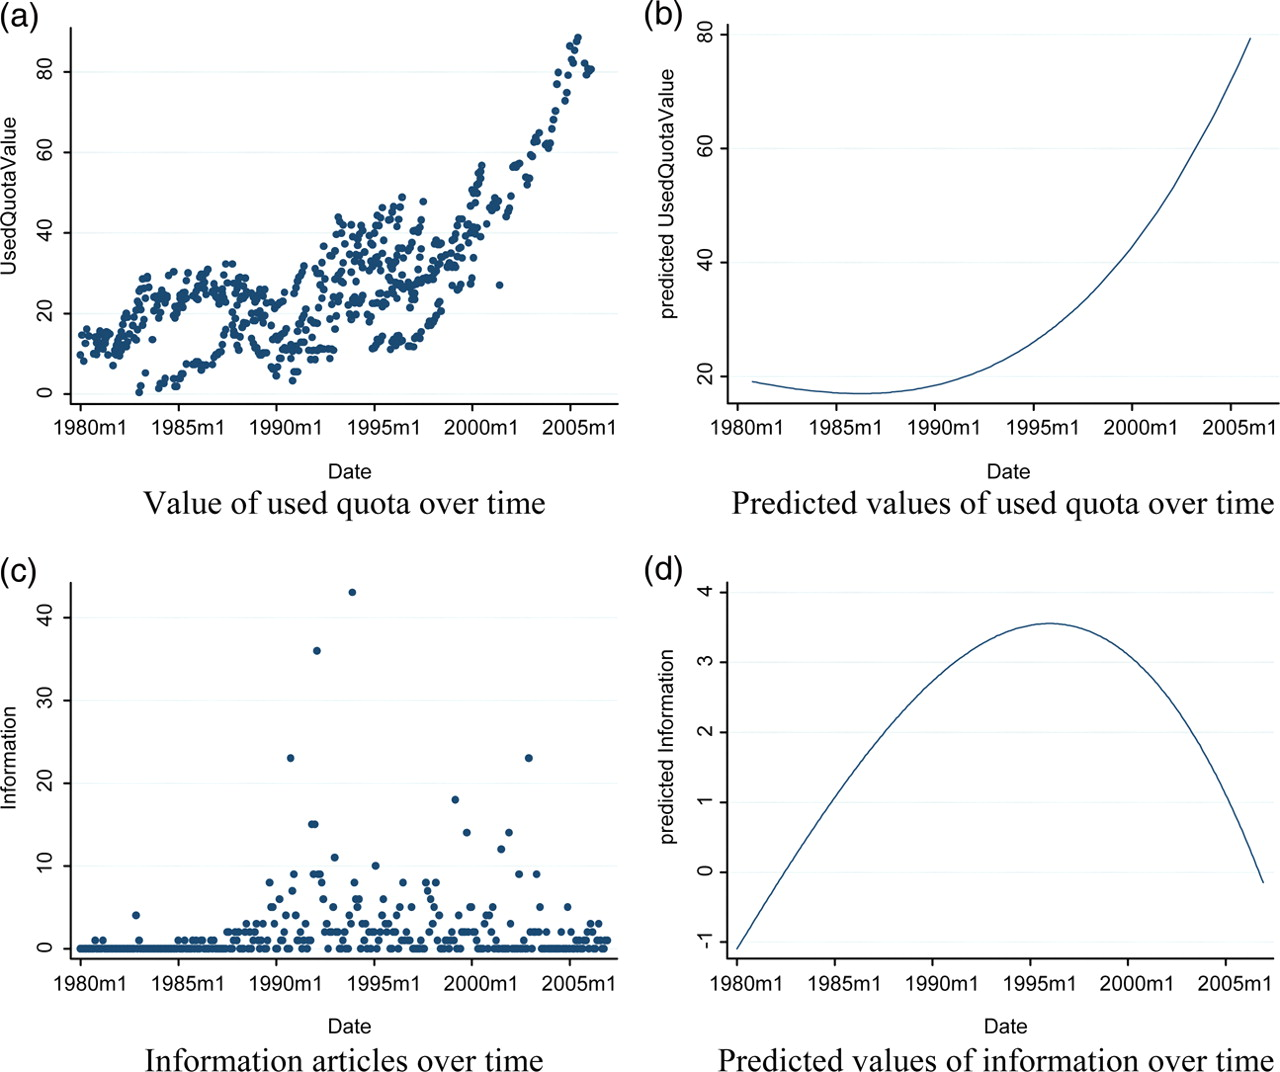 (a)
UsedQuotaValue
80
60
40
20
0
1980m1 1985m1 1990m1 1995m1 2000m1 2005m1
Date
Value of used quota over time
(b)
predicted UsedQuotaValue
80
60
40
20
1980m1 1985m1 1990m1 1995m1 2000m1 2005m1
Date
Predicted values of used quota over time
(c)
Information
40
30
20
10
0
1980m1 1985m1 1990m1 1995m1 2000m1 2005m1
Date
Information articles over time
(d)
predicted Information
4
3
2
1
0
-1
1980m1 1985m1 1990m1 1995m1 2000m1 2005m1
Date
Predicted values of information over time